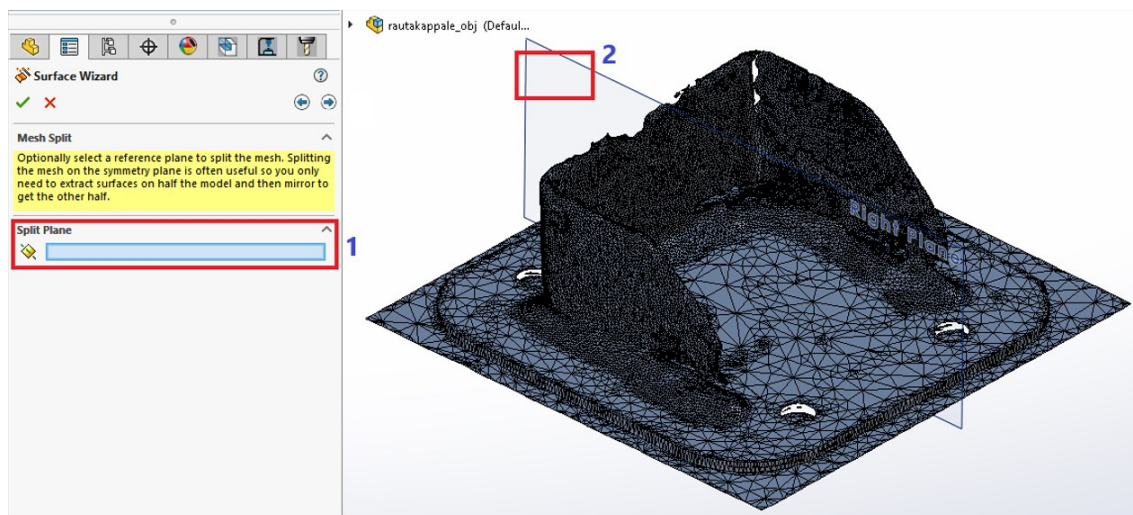 rautakappale_obj (Defaul...
Surface Wizard
Mesh Split
Optionally select a reference plane to split the mesh. Splitting
the mesh on the symmetry plane is often useful so you only
need to extract surfaces on half the model and then mirror to
get the other half.
Split Plane
1
2
Right Plane